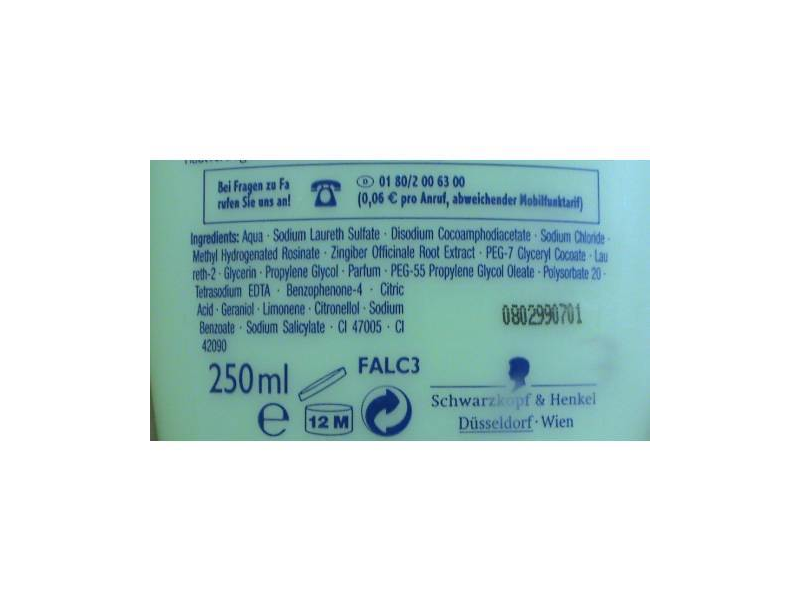 Bei Fragen zu Fa
rufen Sie uns an!
D 01 80/2 00 63 00
(0,06 € pro Anruf, abweichender Mobilfunktarif)
Ingredients: Aqua · Sodium Laureth Sulfate · Disodium Cocoamphodiacetate · Sodium Chloride ·
Methyl Hydrogenated Rosinate · Zingiber Officinale Root Extract · PEG-7 Glyceryl Cocoate · Lau
reth-2 · Glycerin · Propylene Glycol · Parfum · PEG-55 Propylene Glycol Oleate · Polysorbate 20 ·
Tetrasodium EDTA · Benzophenone-4 · Citric
Acid · Geraniol · Limonene · Citronellol · Sodium
Benzoate · Sodium Salicylate · CI 47005 · CI
42090
0802990701
250 ml
FALC3
e
12 M
Schwarzkopf & Henkel
Düsseldorf · Wien